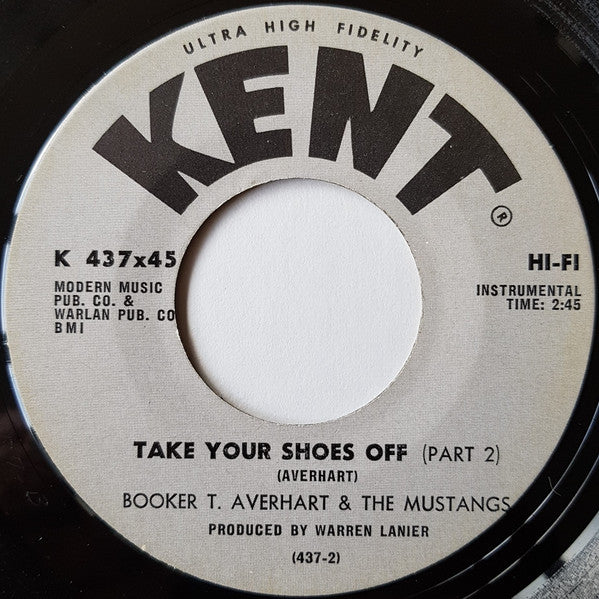 ULTRA HIGH FIDELITY
KENT
®
K 437x45
HI-FI
MODERN MUSIC
PUB. CO. &
WARLAN PUB. CO
BMI
INSTRUMENTAL
TIME: 2:45
TAKE YOUR SHOES OFF (PART 2)
(AVERHART)
BOOKER T. AVERHART & THE MUSTANGS
PRODUCED BY WARREN LANIER
(437-2)